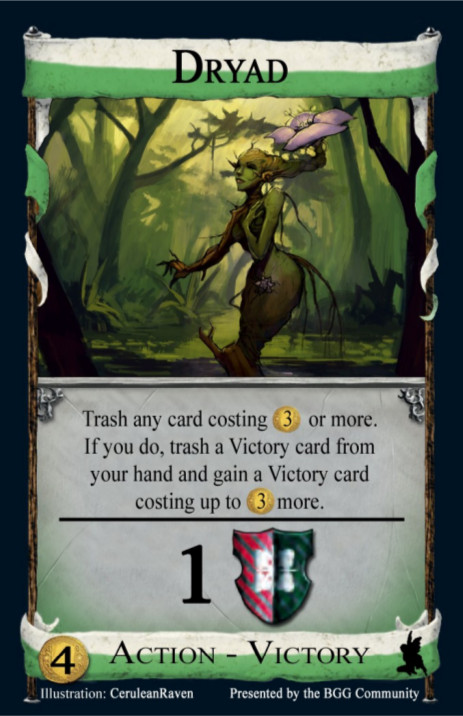 DRYAD
Trash any card costing 3 or more.
If you do, trash a Victory card from
your hand and gain a Victory card
costing up to 3 more.
1
4 ACTION - VICTORY
Illustration: CeruleanRaven Presented by the BGG Community